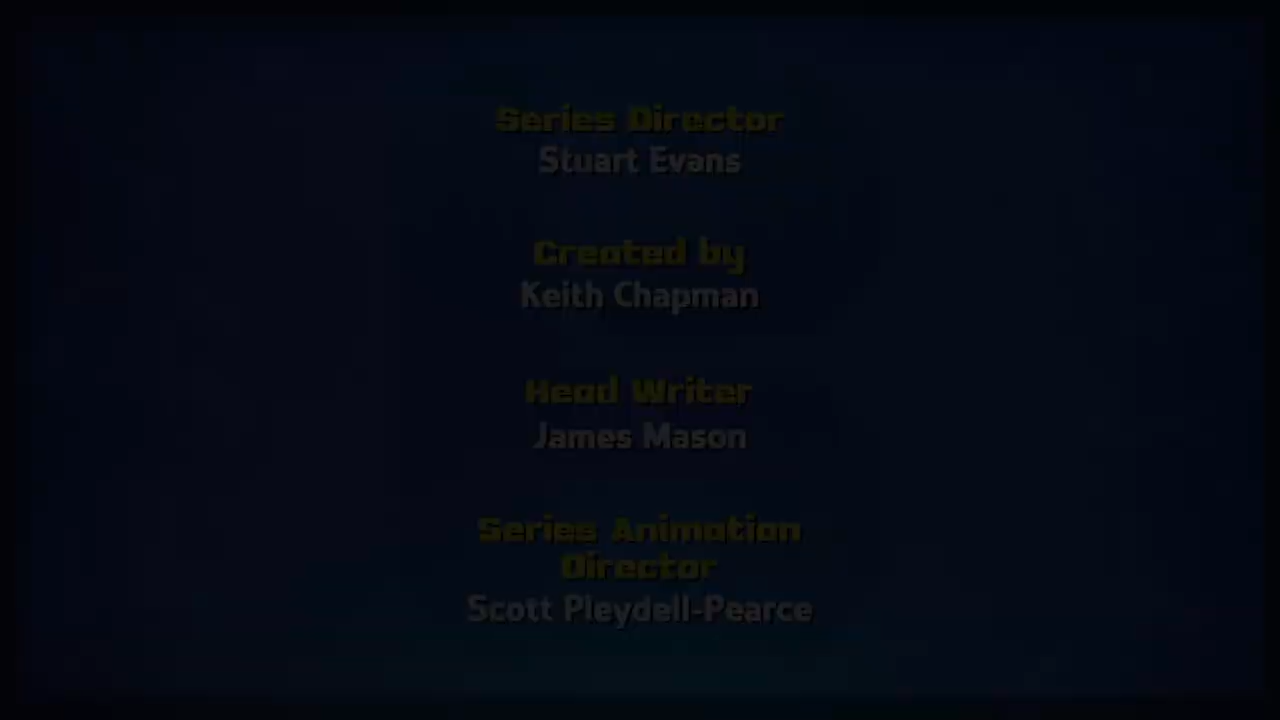 Series Director
Stuart Evans
Created by
Keith Chapman
Head Writer
James Mason
Series Animation
Director
Scott Pleydell-Pearce